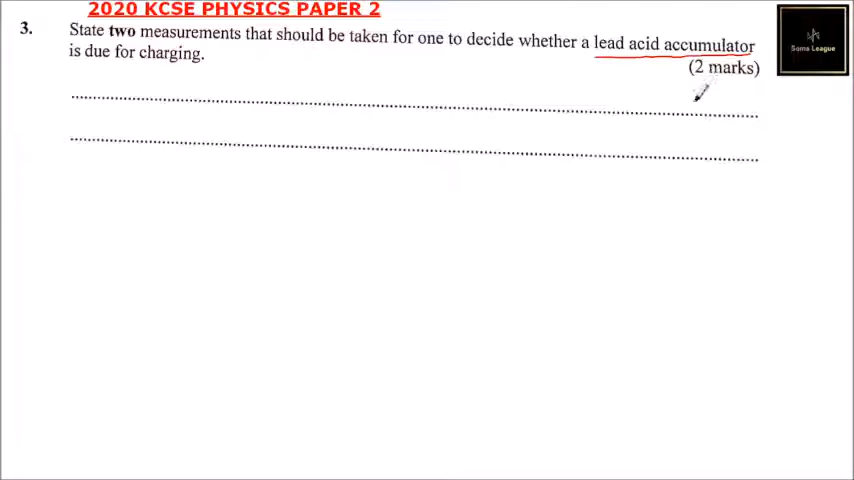 2020 KCSE PHYSICS PAPER 2
3. State two measurements that should be taken for one to decide whether a lead acid accumulator
is due for charging.
(2 marks)
Soma League